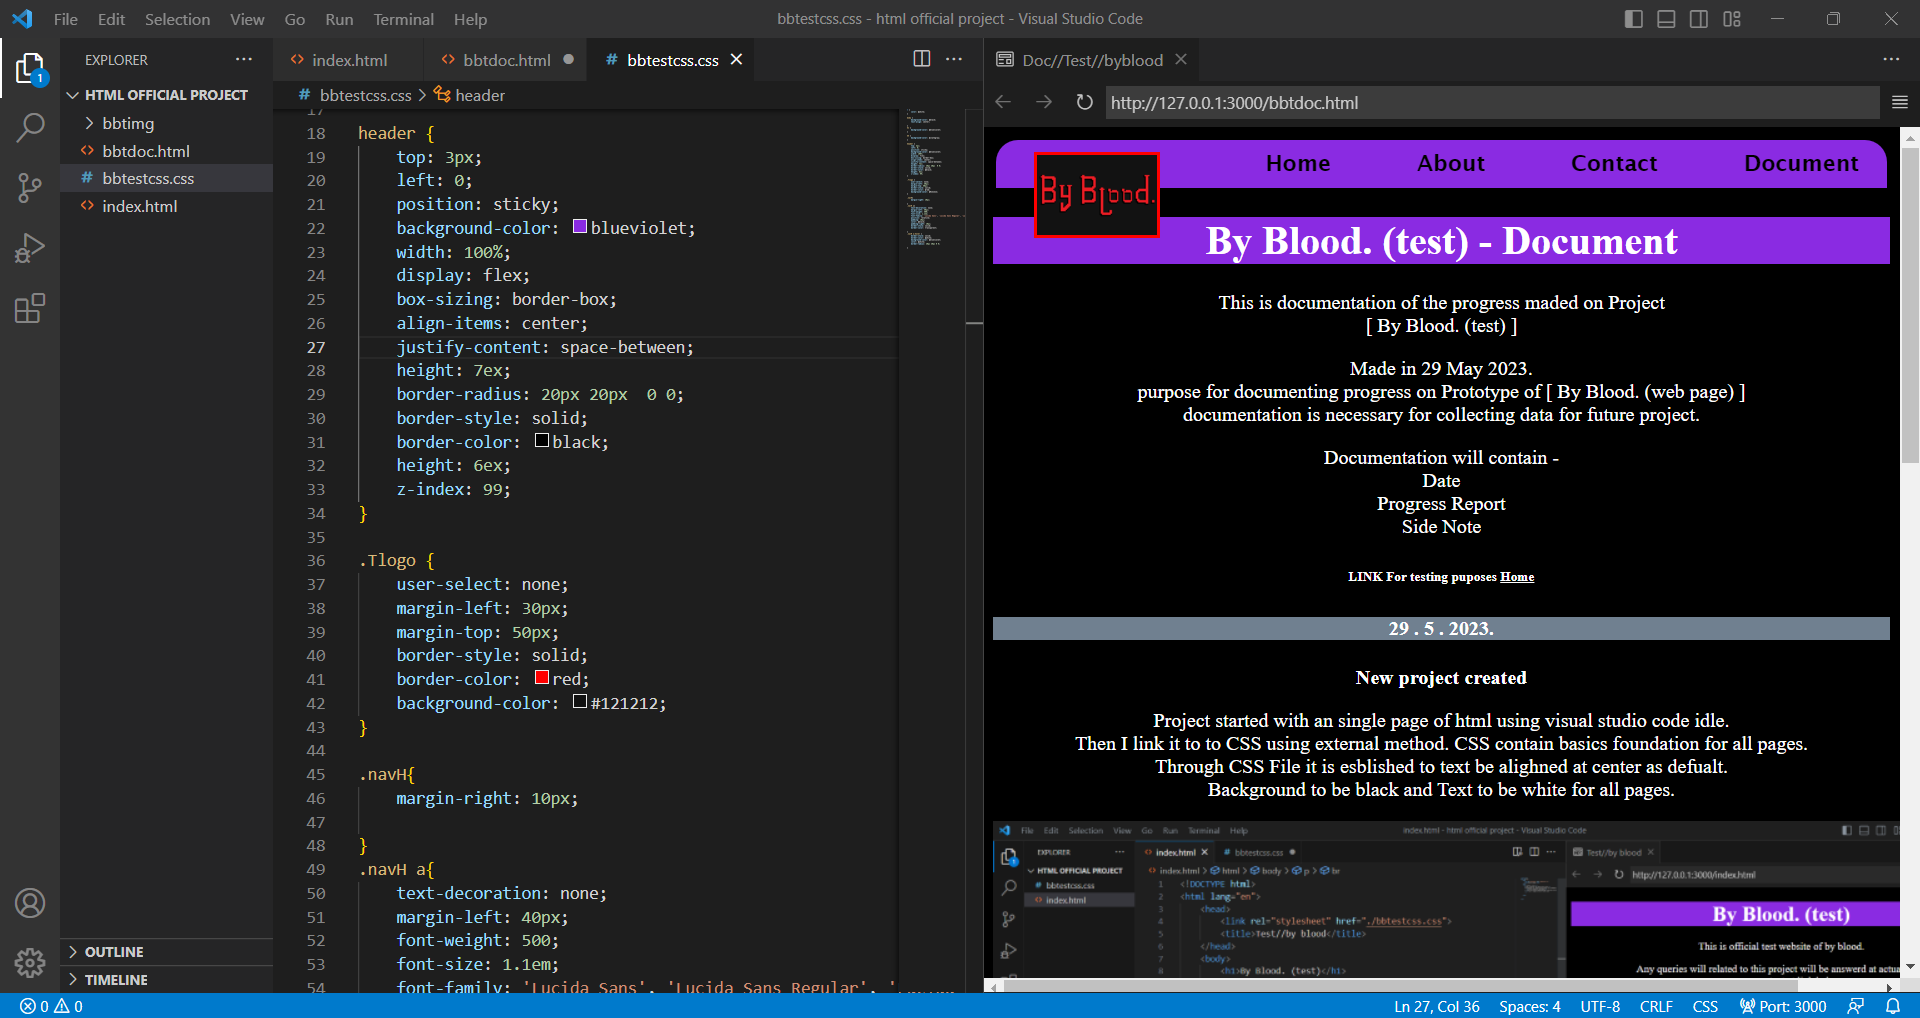 File Edit Selection View Go Run Terminal Help
bbtestcss.css - html official project - Visual Studio Code
EXPLORER
HTML OFFICIAL PROJECT
bbtimg
bbtdoc.html
bbtestcss.css
index.html
1
OUTLINE
TIMELINE
index.html bbtdoc.html bbtestcss.css
bbtestcss.css > header
17
18 header {
19 top: 3px;
20 left: 0;
21 position: sticky;
22 background-color: blueviolet;
23 width: 100%;
24 display: flex;
25 box-sizing: border-box;
26 align-items: center;
27 justify-content: space-between;
28 height: 7ex;
29 border-radius: 20px 20px  0 0;
30 border-style: solid;
31 border-color: black;
32 height: 6ex;
33 z-index: 99;
34 }
35
36 .Tlogo {
37 user-select: none;
38 margin-left: 30px;
39 margin-top: 50px;
40 border-style: solid;
41 border-color: red;
42 background-color: #121212;
43 }
44
45 .navH{
46 margin-right: 10px;
47
48 }
49 .navH a{
50 text-decoration: none;
51 margin-left: 40px;
52 font-weight: 500;
53 font-size: 1.1em;
54 font-family: 'Lucida Sans', 'Lucida Sans Regular', '
Doc//Test//byblood
http://127.0.0.1:3000/bbtdoc.html
By Blood.
Home About Contact Document
By Blood. (test) - Document
This is documentation of the progress maded on Project
[ By Blood. (test) ]
Made in 29 May 2023.
purpose for documenting progress on Prototype of [ By Blood. (web page) ]
documentation is necessary for collecting data for future project.
Documentation will contain -
Date
Progress Report
Side Note
LINK For testing puposes Home
29 . 5 . 2023.
New project created
Project started with an single page of html using visual studio code idle.
Then I link it to to CSS using external method. CSS contain basics foundation for all pages.
Through CSS File it is esblished to text be alighned at center as defualt.
Background to be black and Text to be white for all pages.
File Edit Selection View Go Run Terminal Help
index.html - html official project - Visual Studio Code
EXPLORER
HTML OFFICIAL PROJECT
bbtestcss.css
index.html
index.html bbtestcss.css
index.html > html > body > p > br
1 <!DOCTYPE html>
2 <html lang="en">
3 <head>
4 <link rel="stylesheet" href="./bbtestcss.css">
5 <title>Test//by blood</title>
6 </head>
7 <body>
8 <h1>By Blood. (test)</h1>
Test//by blood
http://127.0.0.1:3000/index.html
By Blood. (test)
This is official test website of by blood.
Any queries will related to this project will be answerd at actua
0 0
Ln 27, Col 36 Spaces: 4 UTF-8 CRLF CSS Port: 3000